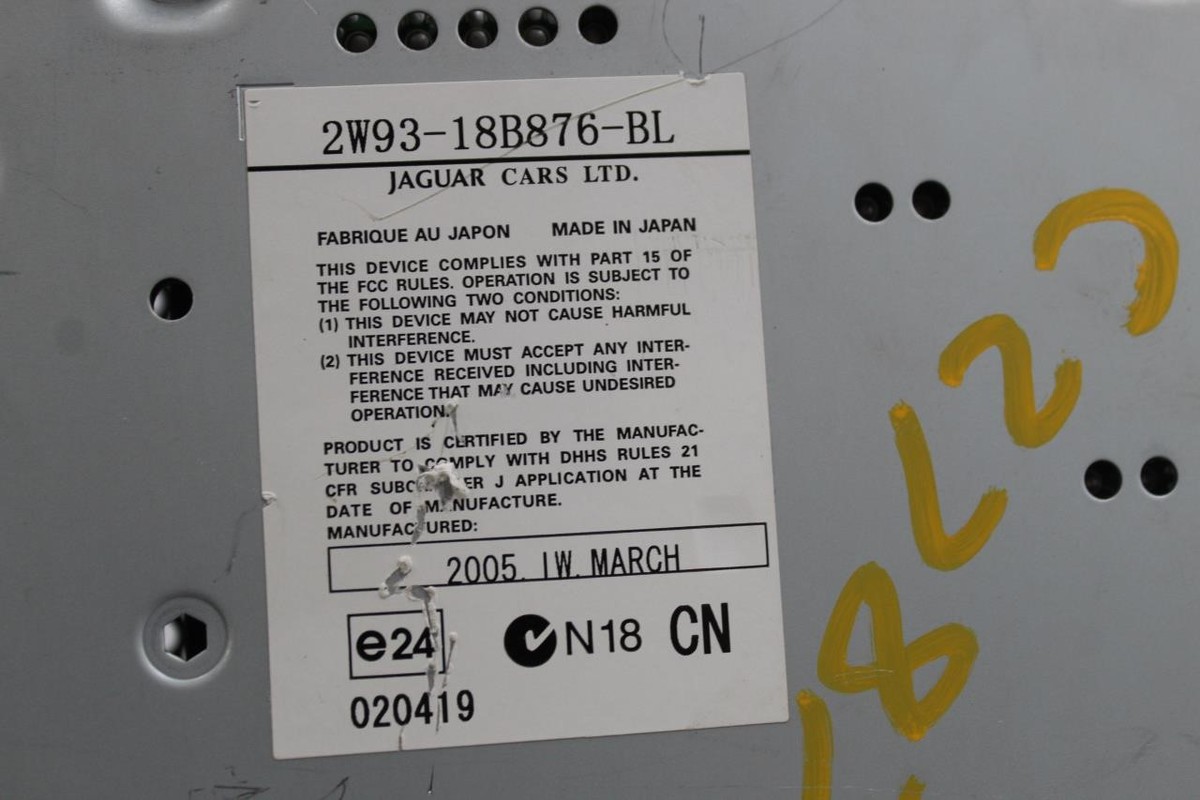 2W93-18B876-BL
JAGUAR CARS LTD.
FABRIQUE AU JAPON MADE IN JAPAN
THIS DEVICE COMPLIES WITH PART 15 OF
THE FCC RULES. OPERATION IS SUBJECT TO
THE FOLLOWING TWO CONDITIONS:
(1) THIS DEVICE MAY NOT CAUSE HARMFUL
INTERFERENCE.
(2) THIS DEVICE MUST ACCEPT ANY INTER-
FERENCE RECEIVED INCLUDING INTER-
FERENCE THAT MAY CAUSE UNDESIRED
OPERATION.
PRODUCT IS CERTIFIED BY THE MANUFAC-
TURER TO COMPLY WITH DHHS RULES 21
CFR J APPLICATION AT THE
DATE OF MANUFACTURE.
MANUFACTURED:
2005. 1W. MARCH
e24 N18 CN
020419